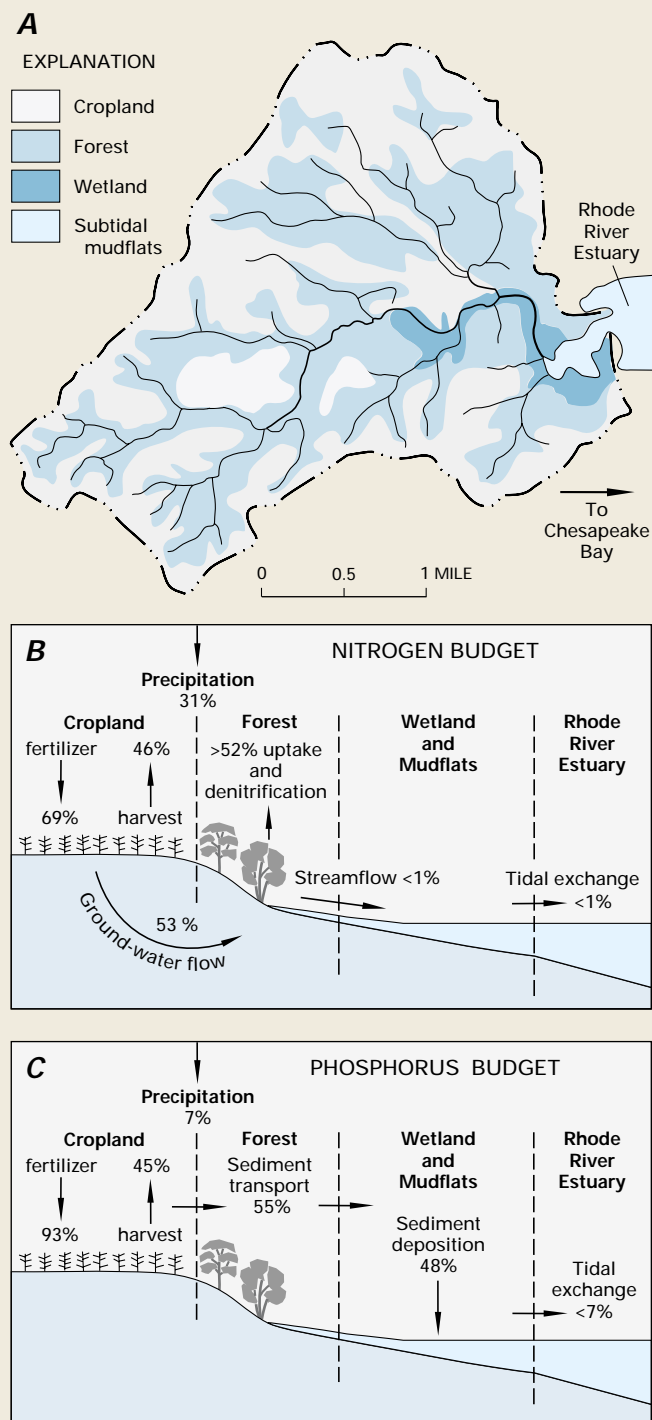 A
EXPLANATION
Cropland
Forest
Wetland
Subtidal
mudflats
Rhode
River
Estuary
To
Chesapeake
Bay
0 0.5 1 MILE
B
NITROGEN BUDGET
Precipitation
31%
Cropland
fertilizer
69%
46%
harvest
Forest
>52% uptake
and
denitrification
Wetland
and
Mudflats
Rhode
River
Estuary
Streamflow <1%
Tidal exchange
<1%
53 %
Ground-water flow
C
PHOSPHORUS BUDGET
Precipitation
7%
Cropland
fertilizer
93%
45%
harvest
Forest
Sediment
transport
55%
Wetland
and
Mudflats
Sediment
deposition
48%
Rhode
River
Estuary
Tidal
exchange
<7%